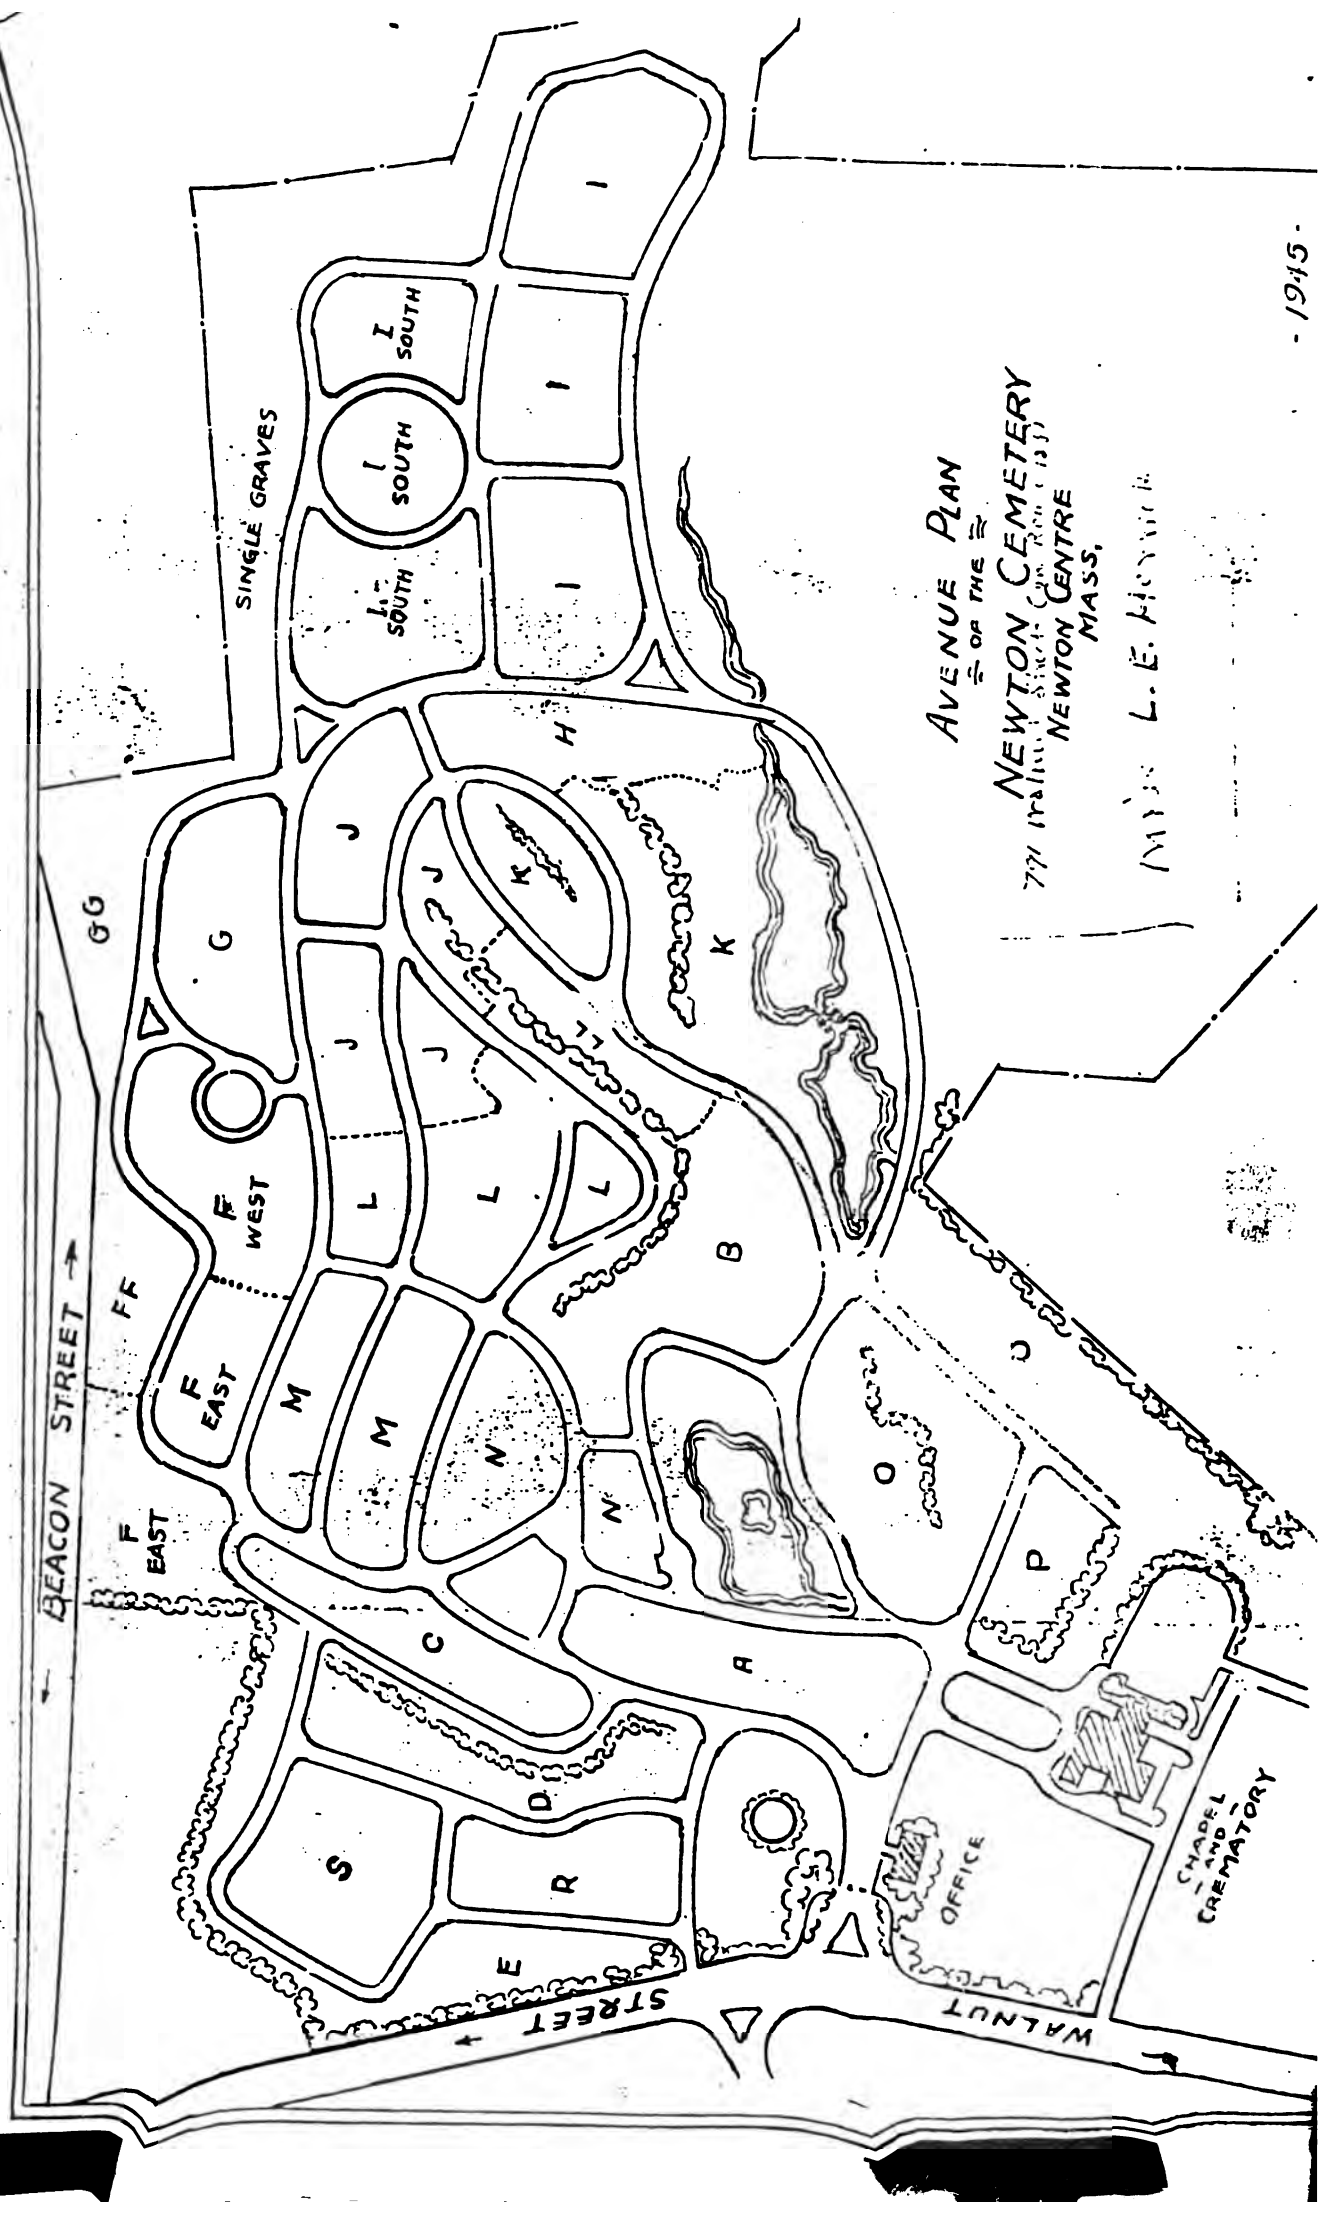 AVENUE PLAN
OF THE
NEWTON CEMETERY
NEWTON CENTRE
MASS.
L. E.
- 1945 -
BEACON STREET
WALNUT
STREET
SINGLE GRAVES
GG
FF
F
EAST
F
EAST
F
WEST
G
I
SOUTH
I
SOUTH
SOUTH
I
I
I
H
J
J
J
J
K
K
LL
L
L
L
M
M
N
N
B
O
P
C
A
D
S
R
E
OFFICE
CHAPEL
- AND -
CREMATORY